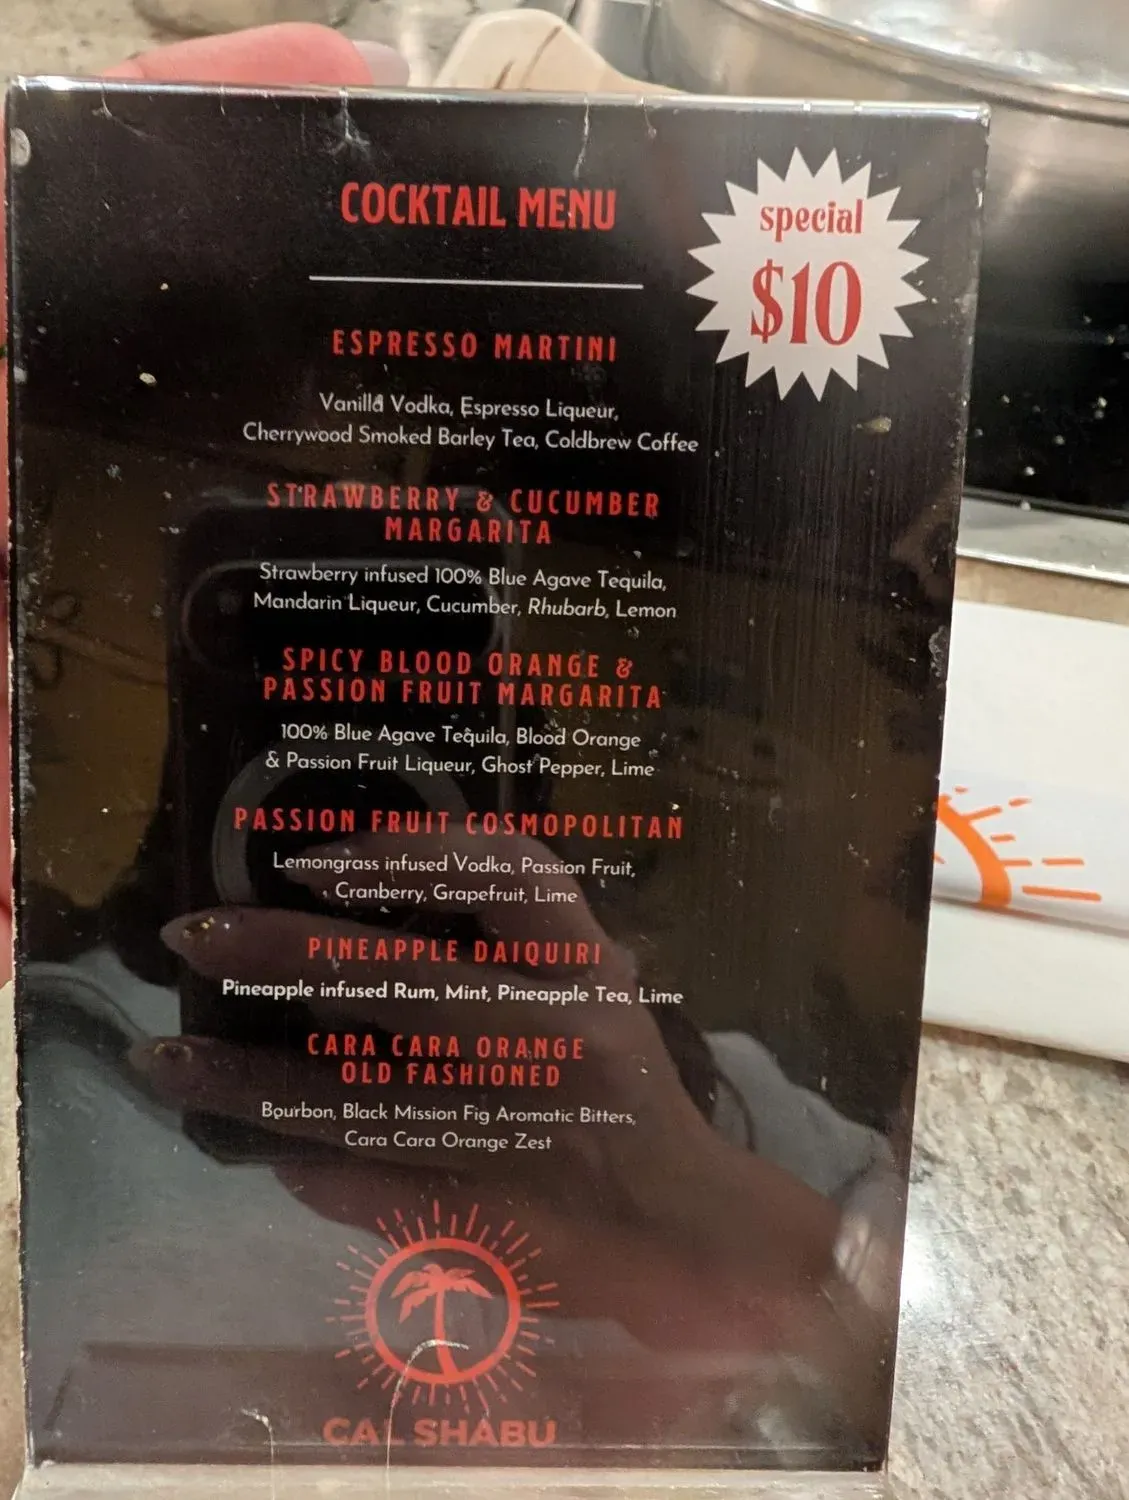 COCKTAIL MENU
special
$10
ESPRESSO MARTINI
Vanilla Vodka, Espresso Liqueur,
Cherrywood Smoked Barley Tea, Coldbrew Coffee
STRAWBERRY & CUCUMBER
MARGARITA
Strawberry infused 100% Blue Agave Tequila,
Mandarin Liqueur, Cucumber, Rhubarb, Lemon
SPICY BLOOD ORANGE &
PASSION FRUIT MARGARITA
100% Blue Agave Tequila, Blood Orange
& Passion Fruit Liqueur, Ghost Pepper, Lime
PASSION FRUIT COSMOPOLITAN
Lemongrass infused Vodka, Passion Fruit,
Cranberry, Grapefruit, Lime
PINEAPPLE DAIQUIRI
Pineapple infused Rum, Mint, Pineapple Tea, Lime
CARA CARA ORANGE
OLD FASHIONED
Bourbon, Black Mission Fig Aromatic Bitters,
Cara Cara Orange Zest
CAL SHABU